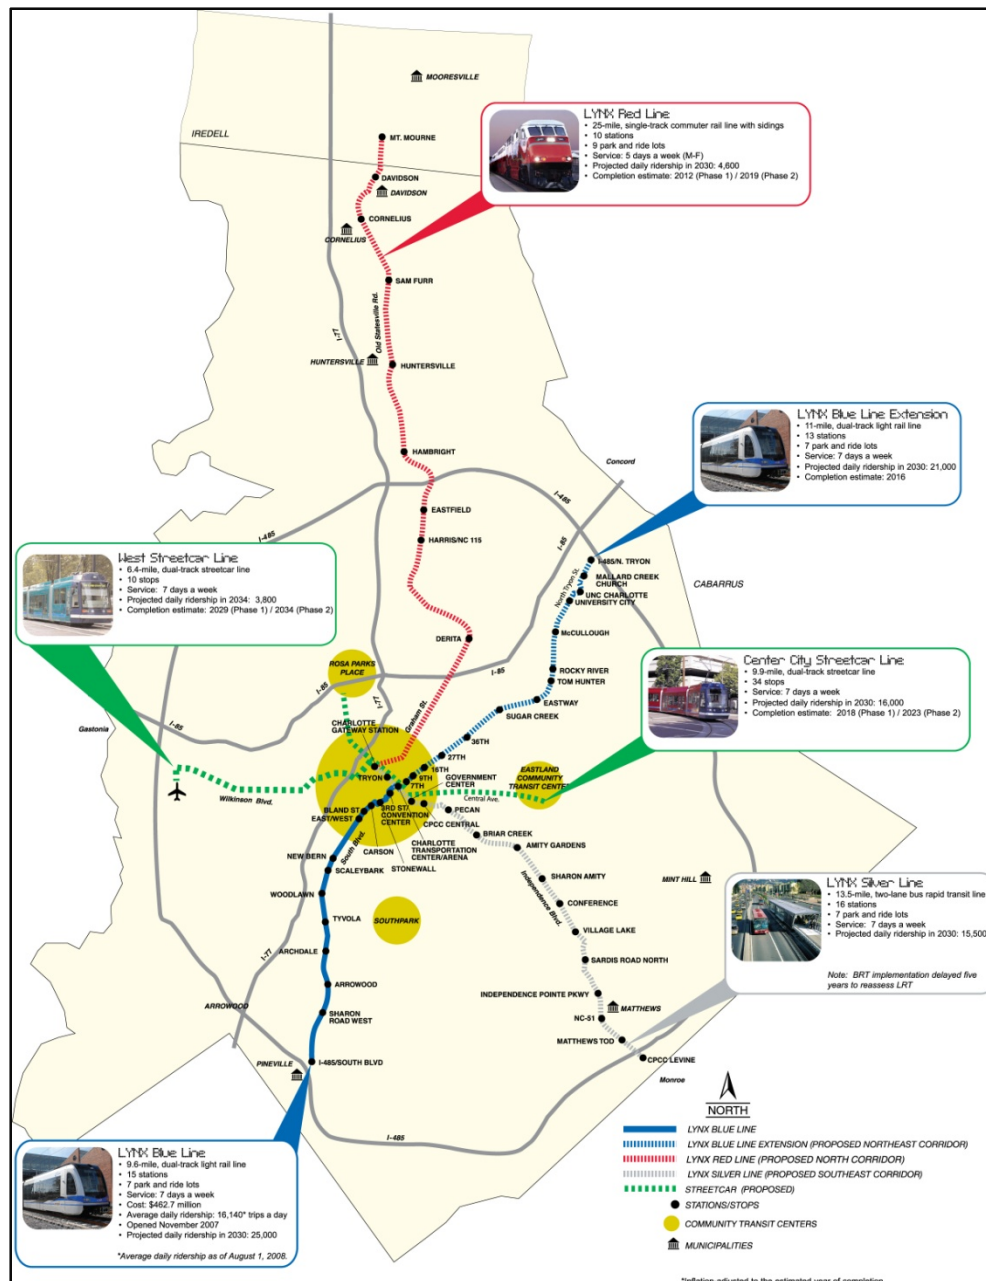 MOORESVILLE
IREDELL
MT. MOURNE
DAVIDSON
DAVIDSON
CORNELIUS
CORNELIUS
SAM FURR
Old Statesville Rd.
I-77
HUNTERSVILLE
HUNTERSVILLE
HAMBRIGHT
EASTFIELD
HARRIS/NC 115
DERITA
LYNX Red Line
• 25-mile, single-track commuter rail line with sidings
• 10 stations
• 9 park and ride lots
• Service: 5 days a week (M-F)
• Projected daily ridership in 2030: 4,600
• Completion estimate: 2012 (Phase 1) / 2019 (Phase 2)
LYNX Blue Line Extension
• 11-mile, dual-track light rail line
• 13 stations
• 7 park and ride lots
• Service: 7 days a week
• Projected daily ridership in 2030: 21,000
• Completion estimate: 2016
Concord
I-485
I-485
I-85
CABARRUS
I-485/N. TRYON
MALLARD CREEK
CHURCH
UNC CHARLOTTE
UNIVERSITY CITY
North Tryon St.
McCULLOUGH
ROCKY RIVER
TOM HUNTER
EASTWAY
SUGAR CREEK
36TH
27TH
16TH
9TH
7TH
West Streetcar Line
• 6.4-mile, dual-track streetcar line
• 10 stops
• Service: 7 days a week
• Projected daily ridership in 2034: 3,800
• Completion estimate: 2029 (Phase 1) / 2034 (Phase 2)
Center City Streetcar Line
• 9.9-mile, dual-track streetcar line
• 34 stops
• Service: 7 days a week
• Projected daily ridership in 2030: 16,000
• Completion estimate: 2018 (Phase 1) / 2023 (Phase 2)
ROSA PARKS
PLACE
I-85
I-85
I-85
I-77
Graham St.
Gastonia
CHARLOTTE
GATEWAY STATION
TRYON
GOVERNMENT
CENTER
EASTLAND
COMMUNITY
TRANSIT CENTER
Central Ave.
Wilkinson Blvd.
BLAND ST
EAST/WEST
3RD ST/
CONVENTION
CENTER
CPCC CENTRAL
PECAN
CARSON
STONEWALL
CHARLOTTE
TRANSPORTATION
CENTER/ARENA
South Blvd.
BRIAR CREEK
AMITY GARDENS
SHARON AMITY
CONFERENCE
Independence Blvd.
VILLAGE LAKE
SARDIS ROAD NORTH
INDEPENDENCE POINTE PKWY
MATTHEWS
NC-51
MATTHEWS TOD
CPCC LEVINE
Monroe
MINT HILL
NEW BERN
SCALEYBARK
WOODLAWN
TYVOLA
SOUTHPARK
ARCHDALE
I-77
ARROWOOD
ARROWOOD
SHARON
ROAD WEST
PINEVILLE
I-485/SOUTH BLVD
I-485
LYNX Silver Line
• 13.5-mile, two-lane bus rapid transit line
• 16 stations
• 7 park and ride lots
• Service: 7 days a week
• Projected daily ridership in 2030: 15,500
Note: BRT implementation delayed five
years to reassess LRT
LYNX Blue Line
• 9.6-mile, dual-track light rail line
• 15 stations
• 7 park and ride lots
• Service: 7 days a week
• Cost: $462.7 million
• Average daily ridership: 16,140* trips a day
• Opened November 2007
• Projected daily ridership in 2030: 25,000
*Average daily ridership as of August 1, 2008.
NORTH
LYNX BLUE LINE
LYNX BLUE LINE EXTENSION (PROPOSED NORTHEAST CORRIDOR)
LYNX RED LINE (PROPOSED NORTH CORRIDOR)
LYNX SILVER LINE (PROPOSED SOUTHEAST CORRIDOR)
STREETCAR (PROPOSED)
STATIONS/STOPS
COMMUNITY TRANSIT CENTERS
MUNICIPALITIES
*Inflation adjusted to the estimated year of completion